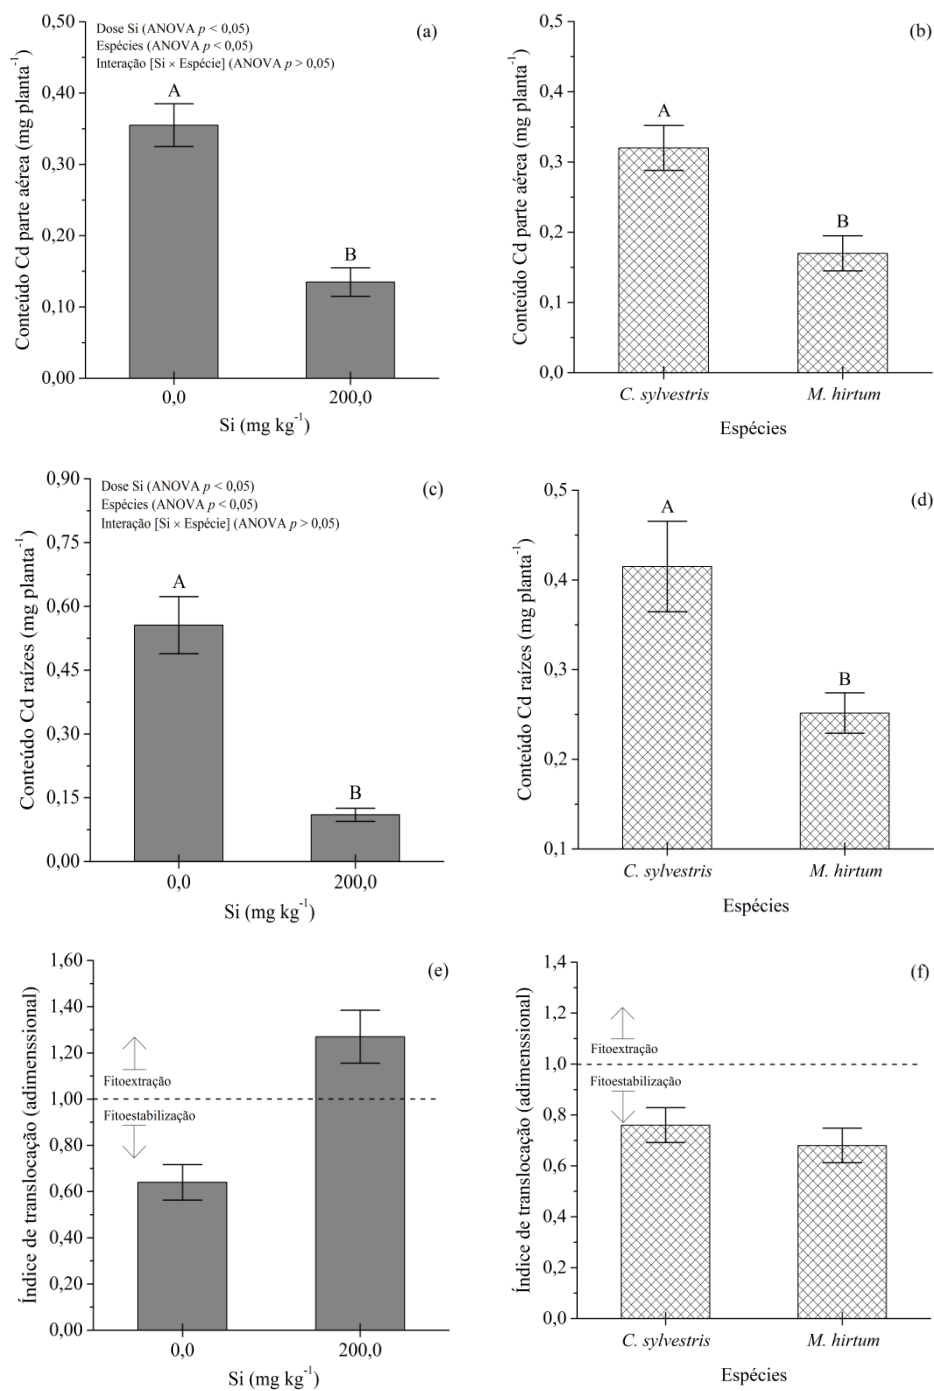 (a)
Dose Si (ANOVA p < 0,05)
Espécies (ANOVA p < 0,05)
Interação [Si × Espécie] (ANOVA p > 0,05)
Conteúdo Cd parte aérea (mg planta⁻¹)
0,50
0,40
0,30
0,20
0,10
0,00
A
B
0,0
200,0
Si (mg kg⁻¹)
(b)
Conteúdo Cd parte aérea (mg planta⁻¹)
0,5
0,4
0,3
0,2
0,1
0,0
A
B
C. sylvestris
M. hirtum
Espécies
(c)
Dose Si (ANOVA p < 0,05)
Espécies (ANOVA p < 0,05)
Interação [Si × Espécie] (ANOVA p > 0,05)
Conteúdo Cd raízes (mg planta⁻¹)
0,90
0,75
0,60
0,45
0,30
0,15
0,00
A
B
0,0
200,0
Si (mg kg⁻¹)
(d)
Conteúdo Cd raízes (mg planta⁻¹)
0,5
0,4
0,3
0,2
0,1
A
B
C. sylvestris
M. hirtum
Espécies
(e)
Índice de translocação (adimenssional)
1,60
1,40
1,20
1,00
0,80
0,60
0,40
0,20
0,00
Fitoextração
Fitoestabilização
0,0
200,0
Si (mg kg⁻¹)
(f)
Índice de translocação (adimenssional)
1,4
1,2
1,0
0,8
0,6
0,4
0,2
0,0
Fitoextração
Fitoestabilização
C. sylvestris
M. hirtum
Espécies